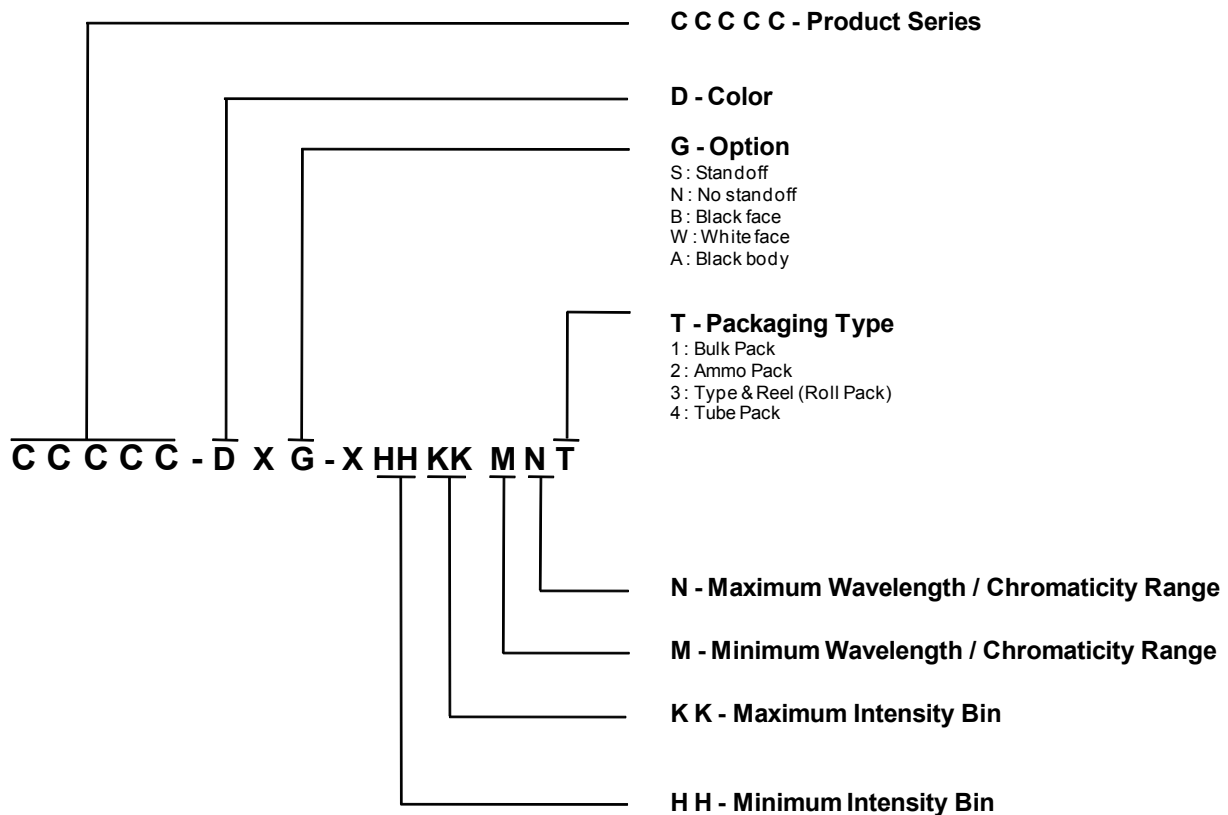 C C C C C - Product Series
D - Color
G - Option
S : Standoff
N : No standoff
B : Black face
W : White face
A : Black body
T - Packaging Type
1 : Bulk Pack
2 : Ammo Pack
3 : Type & Reel (Roll Pack)
4 : Tube Pack
C C C C C - D X G - X HH KK M N T
N - Maximum Wavelength / Chromaticity Range
M - Minimum Wavelength / Chromaticity Range
K K - Maximum Intensity Bin
H H - Minimum Intensity Bin